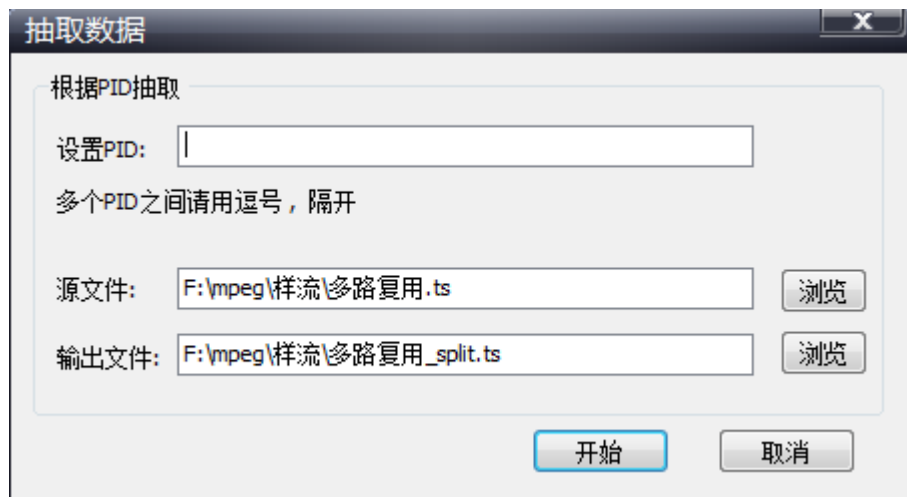 抽取数据
根据PID抽取
设置PID:
多个PID之间请用逗号，隔开
源文件: F:\mpeg\样流\多路复用.ts 浏览
输出文件: F:\mpeg\样流\多路复用_split.ts 浏览
开始 取消